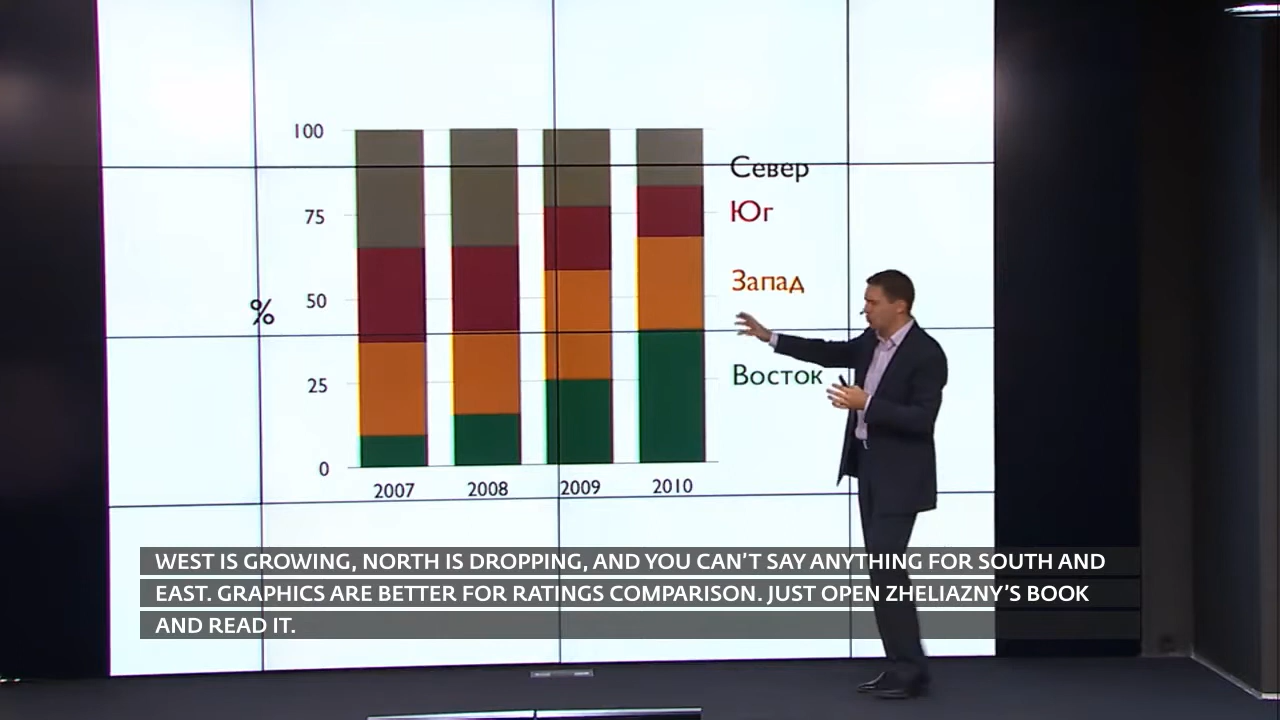 100
Север
75
Юг
Запад
%
50
Восток
25
0
2007 2008 2009 2010
WEST IS GROWING, NORTH IS DROPPING, AND YOU CAN'T SAY ANYTHING FOR SOUTH AND
EAST. GRAPHICS ARE BETTER FOR RATINGS COMPARISON. JUST OPEN ZHELIAZNY'S BOOK
AND READ IT.